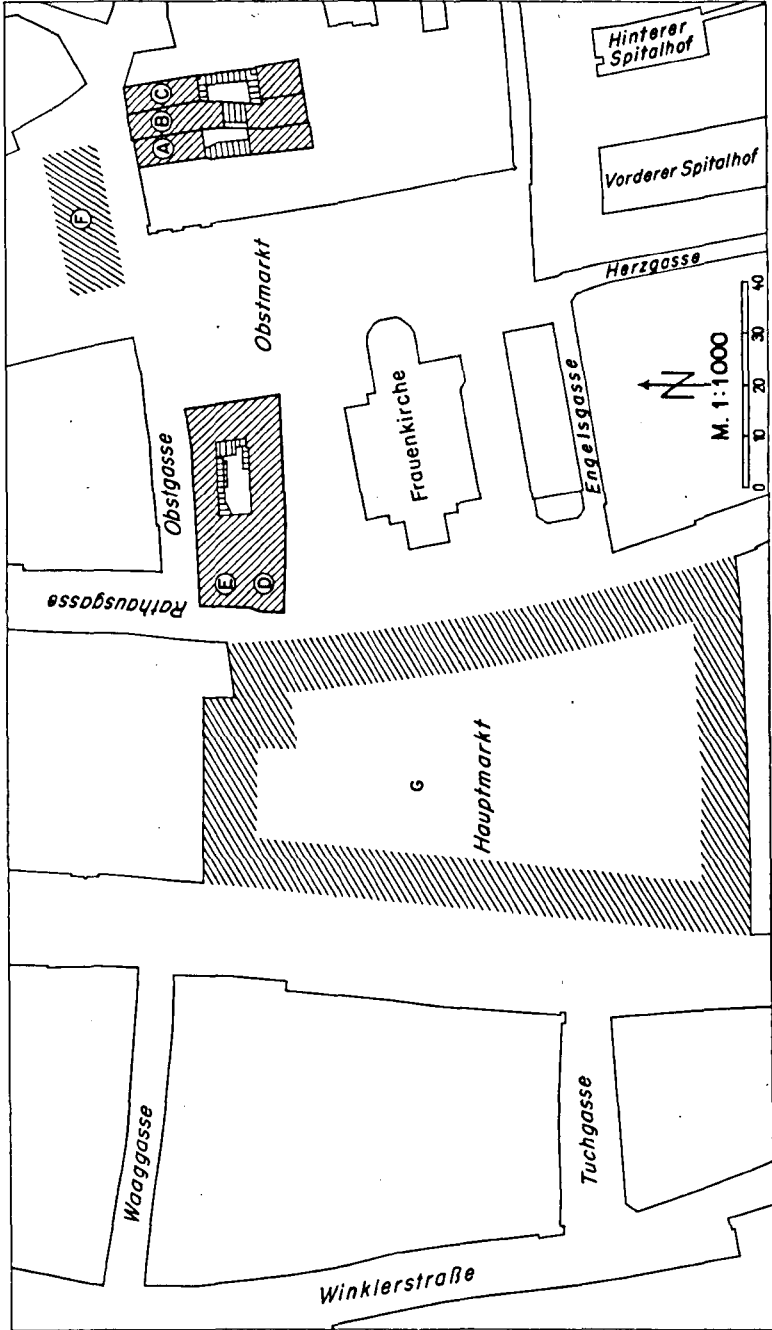 Hinterer
Spitalhof
Vorderer Spitalhof
C
B
A
F
Obstmarkt
Herzgasse
Obstgasse
Rathausgasse
E
D
Frauenkirche
Engelsgasse
N
M. 1:1000
0 10 20 30 40
G
Hauptmarkt
Waaggasse
Tuchgasse
Winklerstraße